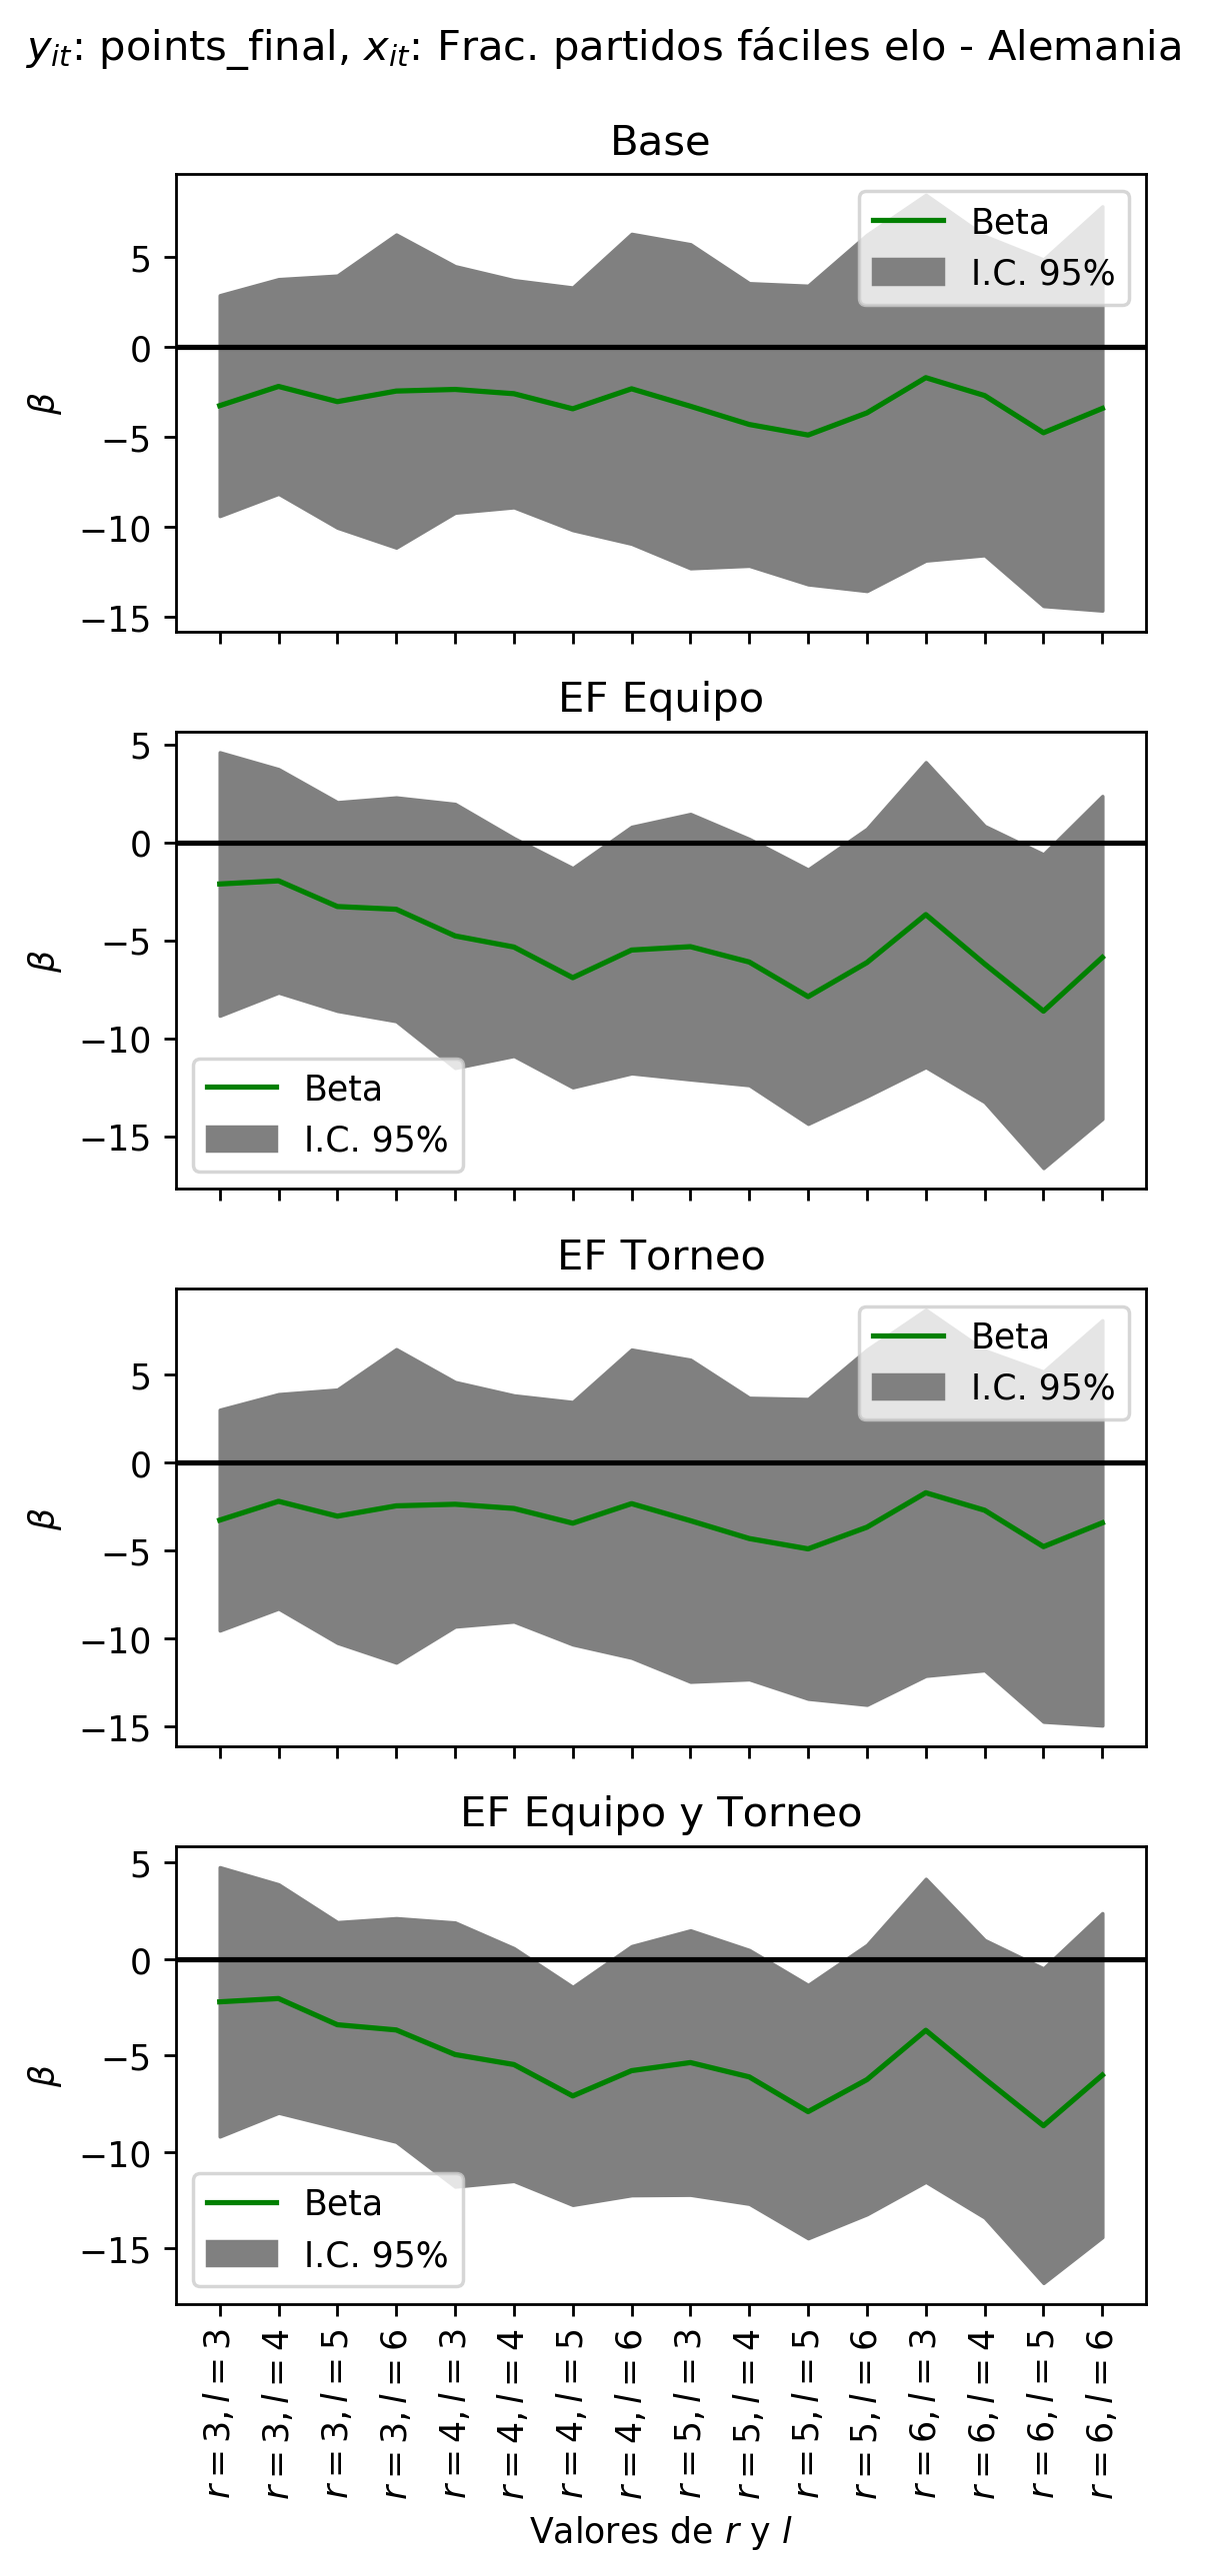 y_it: points_final, x_it: Frac. partidos fáciles elo - Alemania
Base
Beta
I.C. 95%
5
0
−5
−10
−15
β
EF Equipo
5
0
−5
−10
−15
β
Beta
I.C. 95%
EF Torneo
Beta
I.C. 95%
5
0
−5
−10
−15
β
EF Equipo y Torneo
5
0
−5
−10
−15
β
Beta
I.C. 95%
r = 3, l = 3
r = 3, l = 4
r = 3, l = 5
r = 3, l = 6
r = 4, l = 3
r = 4, l = 4
r = 4, l = 5
r = 4, l = 6
r = 5, l = 3
r = 5, l = 4
r = 5, l = 5
r = 5, l = 6
r = 6, l = 3
r = 6, l = 4
r = 6, l = 5
r = 6, l = 6
Valores de r y l